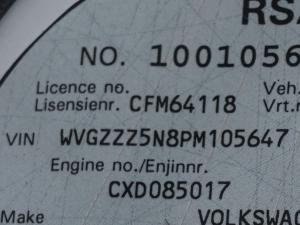 RSA
NO. 1001056
Licence no. Veh.
Lisensienr. CFM64118 Vrt.r
VIN WVGZZZ5N8PM105647
Engine no./Enjinnr.
CXD085017
Make VOLKSWAG